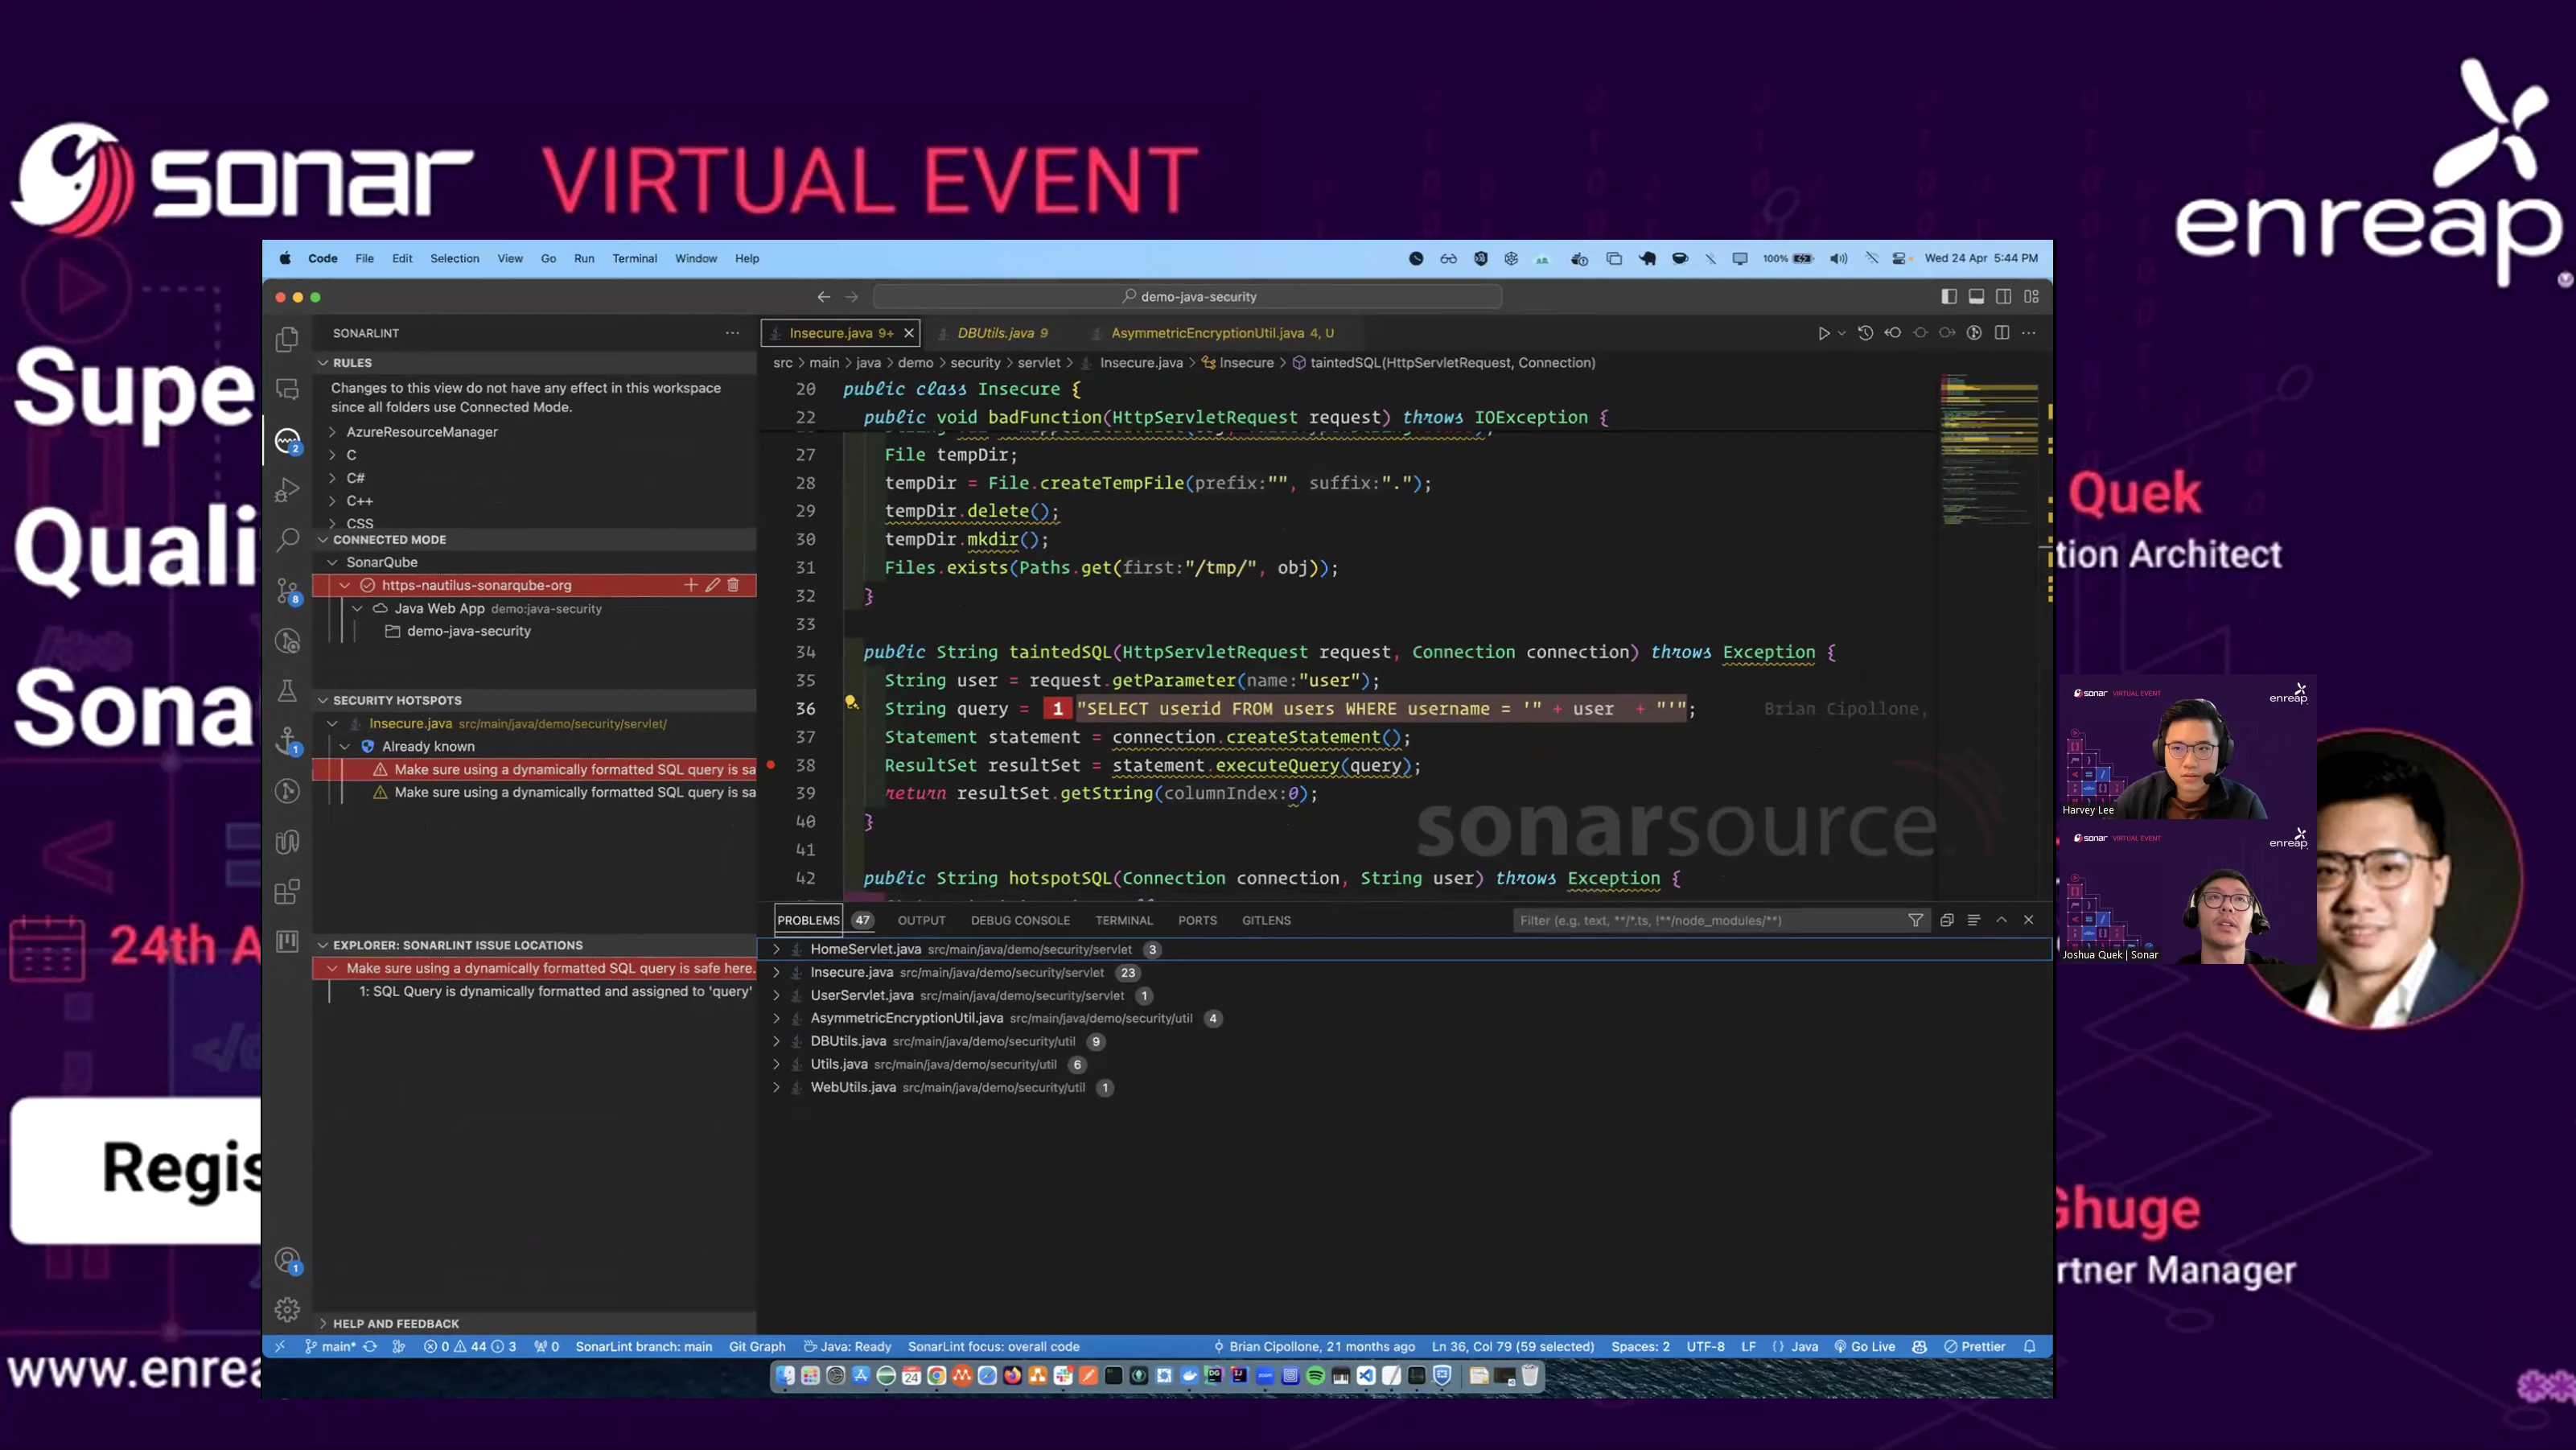 sonar VIRTUAL EVENT
enreap
Supe
Quali
Sona
24th A
Regis
www.enrea
Quek
tion Architect
Ghuge
rtner Manager
Code File Edit Selection View Go Run Terminal Window Help
100% Wed 24 Apr 5:44 PM
demo-java-security
SONARLINT
RULES
Changes to this view do not have any effect in this workspace
since all folders use Connected Mode.
AzureResourceManager
C
C#
C++
CSS
CONNECTED MODE
SonarQube
https-nautilus-sonarqube-org
Java Web App demo:java-security
demo-java-security
SECURITY HOTSPOTS
Insecure.java src/main/java/demo/security/servlet/
Already known
Make sure using a dynamically formatted SQL query is sa
Make sure using a dynamically formatted SQL query is sa
EXPLORER: SONARLINT ISSUE LOCATIONS
Make sure using a dynamically formatted SQL query is safe here.
1: SQL Query is dynamically formatted and assigned to 'query'
HELP AND FEEDBACK
2
8
1
1
Insecure.java 9+ DBUtils.java 9 AsymmetricEncryptionUtil.java 4, U
src > main > java > demo > security > servlet > Insecure.java > Insecure > taintedSQL(HttpServletRequest, Connection)
20 public class Insecure {
22 public void badFunction(HttpServletRequest request) throws IOException {
27 File tempDir;
28 tempDir = File.createTempFile(prefix:"", suffix:".");
29 tempDir.delete();
30 tempDir.mkdir();
31 Files.exists(Paths.get(first:"/tmp/", obj));
32 }
33
34 public String taintedSQL(HttpServletRequest request, Connection connection) throws Exception {
35 String user = request.getParameter(name:"user");
36 String query = 1 "SELECT userid FROM users WHERE username = '" + user + "'"; Brian Cipollone,
37 Statement statement = connection.createStatement();
38 ResultSet resultSet = statement.executeQuery(query);
39 return resultSet.getString(columnIndex:0);
40 }
41
42 public String hotspotSQL(Connection connection, String user) throws Exception {
sonarsource
PROBLEMS 47 OUTPUT DEBUG CONSOLE TERMINAL PORTS GITLENS Filter (e.g. text, **/*.ts, !**/node_modules/**)
HomeServlet.java src/main/java/demo/security/servlet 3
Insecure.java src/main/java/demo/security/servlet 23
UserServlet.java src/main/java/demo/security/servlet 1
AsymmetricEncryptionUtil.java src/main/java/demo/security/util 4
DBUtils.java src/main/java/demo/security/util 9
Utils.java src/main/java/demo/security/util 6
WebUtils.java src/main/java/demo/security/util 1
main* 0 44 3 0 SonarLint branch: main Git Graph Java: Ready SonarLint focus: overall code Brian Cipollone, 21 months ago Ln 36, Col 79 (59 selected) Spaces: 2 UTF-8 LF Java Go Live Prettier
sonar VIRTUAL EVENT enreap
Harvey Lee
sonar VIRTUAL EVENT enreap
Joshua Quek | Sonar